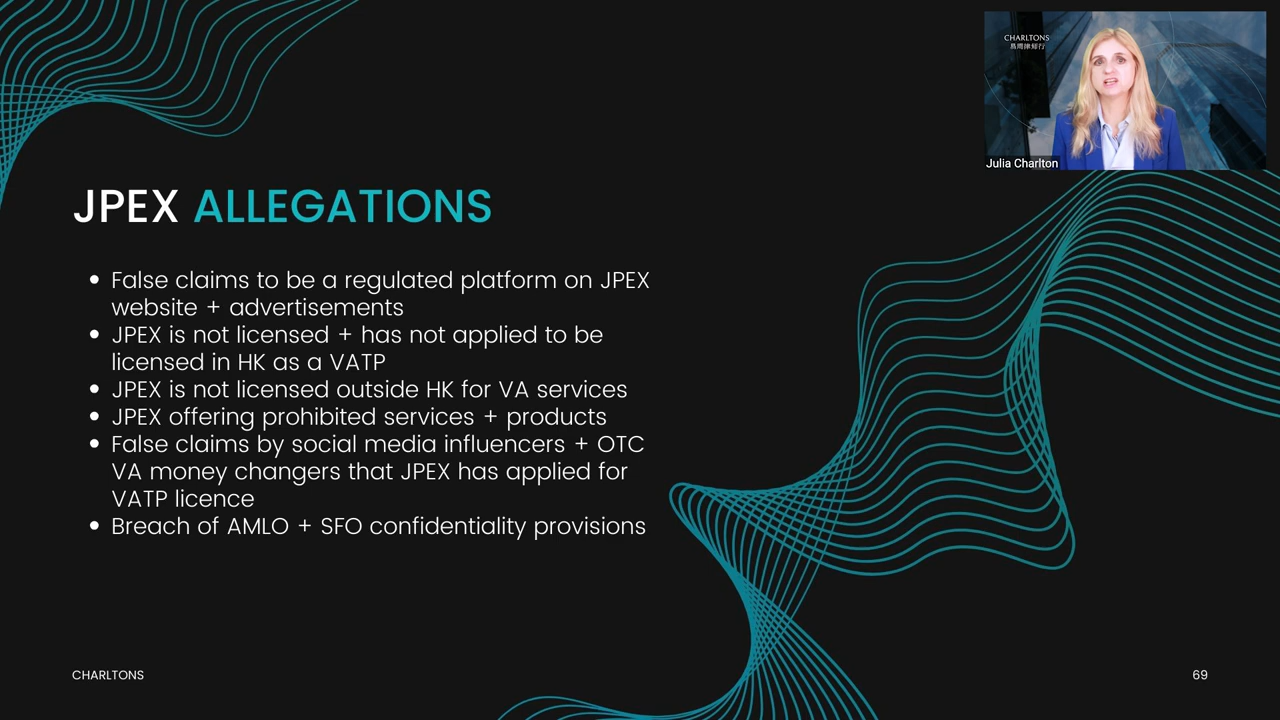 CHARLTONS
易周律師行
Julia Charlton
JPEX ALLEGATIONS
• False claims to be a regulated platform on JPEX
website + advertisements
• JPEX is not licensed + has not applied to be
licensed in HK as a VATP
• JPEX is not licensed outside HK for VA services
• JPEX offering prohibited services + products
• False claims by social media influencers + OTC
VA money changers that JPEX has applied for
VATP licence
• Breach of AMLO + SFO confidentiality provisions
CHARLTONS
69